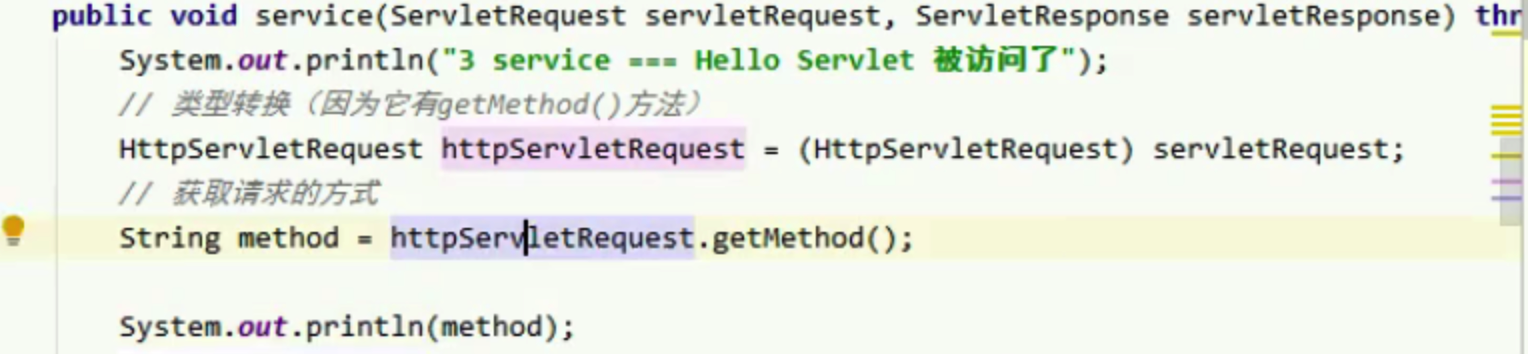 public void service(ServletRequest servletRequest, ServletResponse servletResponse) thr
System.out.println("3 service === Hello Servlet 被访问了");
// 类型转换（因为它有getMethod()方法）
HttpServletRequest httpServletRequest = (HttpServletRequest) servletRequest;
// 获取请求的方式
String method = httpServletRequest.getMethod();
System.out.println(method);